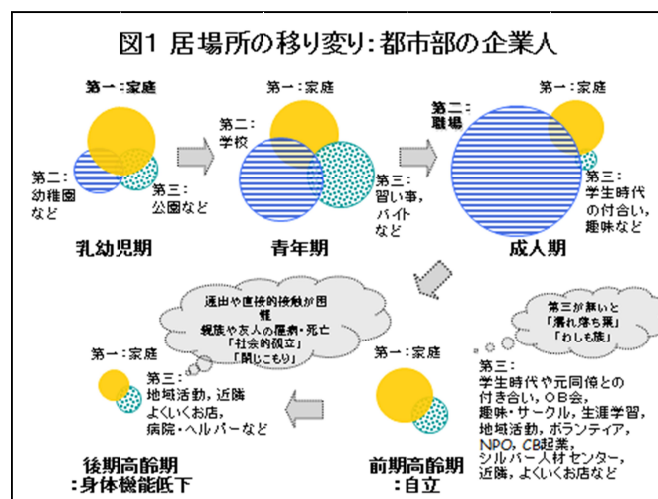 図1 居場所の移り変り：都市部の企業人
第一：家庭
第二：
幼稚園
など
第三：
公園など
乳幼児期
第一：家庭
第二：
学校
第三：
習い事，
バイト
など
青年期
第一：家庭
第二：
職場
第三：
学生時代
の付合い，
趣味など
成人期
第三が無いと
「濡れ落ち葉」
「わしも族」
第一：家庭
第三：
学生時代や元同僚との
付き合い，OB会，
趣味・サークル，生涯学習，
地域活動，ボランティア，
NPO，CB起業，
シルバー人材センター，
近隣，よくいくお店など
前期高齢期
：自立
や直接的接触が困
難
親族や友人の罹病・死亡
「社会的孤立」
「閉じこもり」
第一：家庭
第三：
地域活動，近隣
よくいくお店，
病院・ヘルパーなど
後期高齢期
：身体機能低下